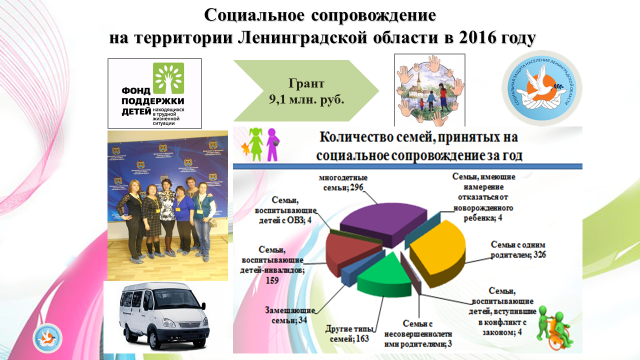 Социальное сопровождение
на территории Ленинградской области в 2016 году
ФОНД
ПОДДЕРЖКИ
ДЕТЕЙ
находящихся
в трудной
жизненной
ситуации
Грант
9,1 млн. руб.
Количество семей, принятых на
социальное сопровождение за год
многодетные
семьи; 296
Семьи, имеющие
намерение
отказаться от
новорожденного
ребенка; 4
Семьи,
воспитывающие
детей с ОВЗ; 4
Семьи с одним
родителем; 326
Семьи,
воспитывающие
детей-инвалидов;
159
Семьи,
воспитывающие
детей, вступившие
в конфликт с
законом; 4
Замещающие
семьи; 34
Другие типы
семей; 163
Семьи с
несовершеннолетн
ими родителями; 3